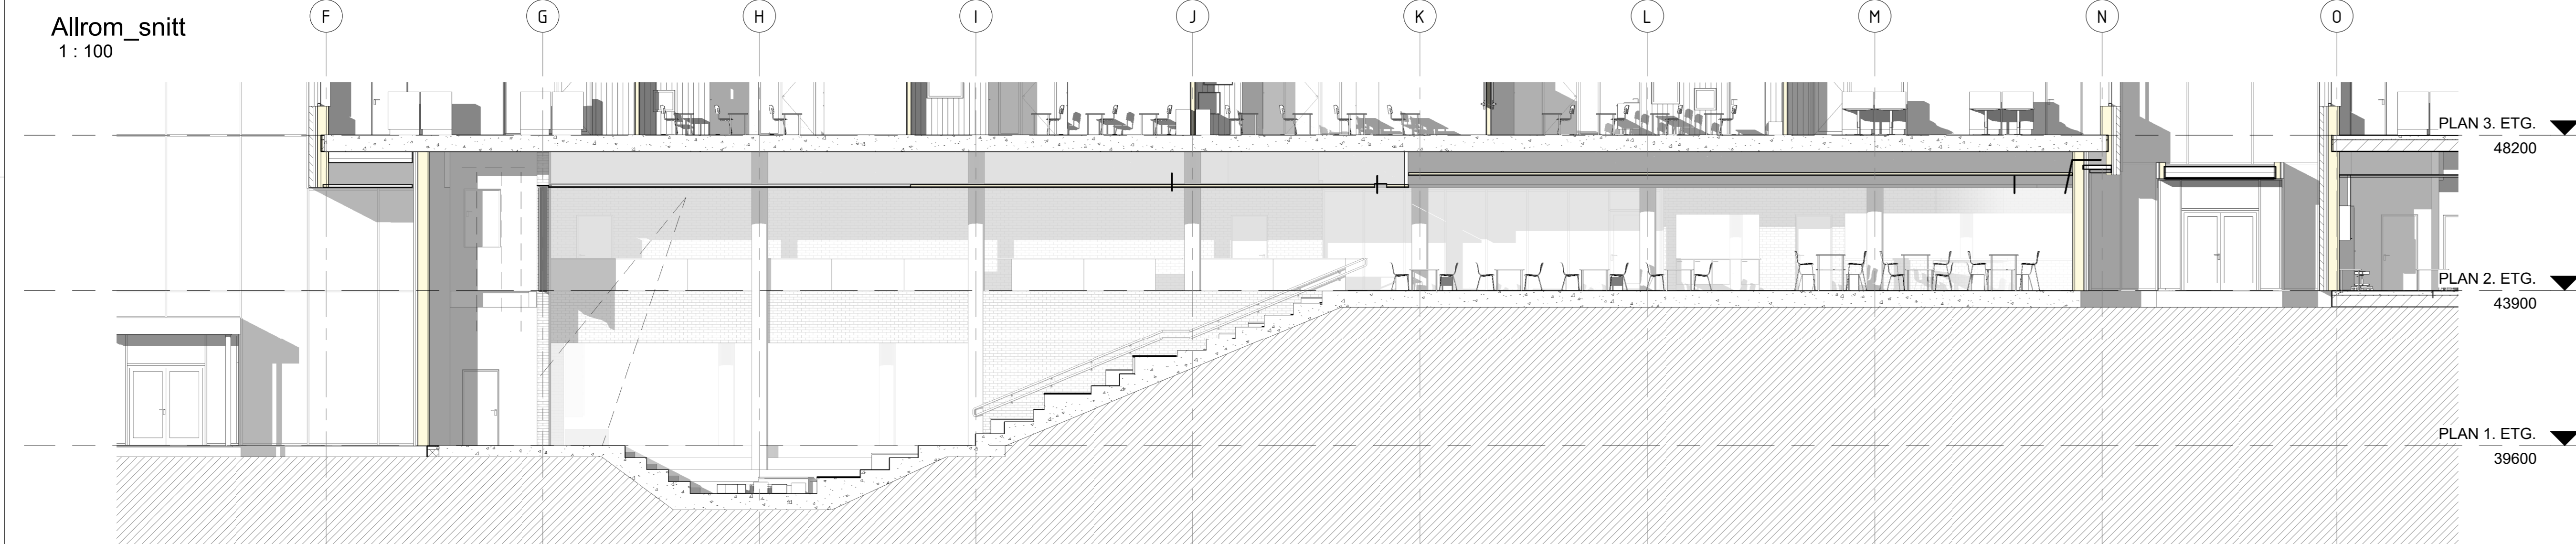 Allrom_snitt
1 : 100
F G H I J K L M N O
PLAN 3. ETG.
48200
PLAN 2. ETG.
43900
PLAN 1. ETG.
39600